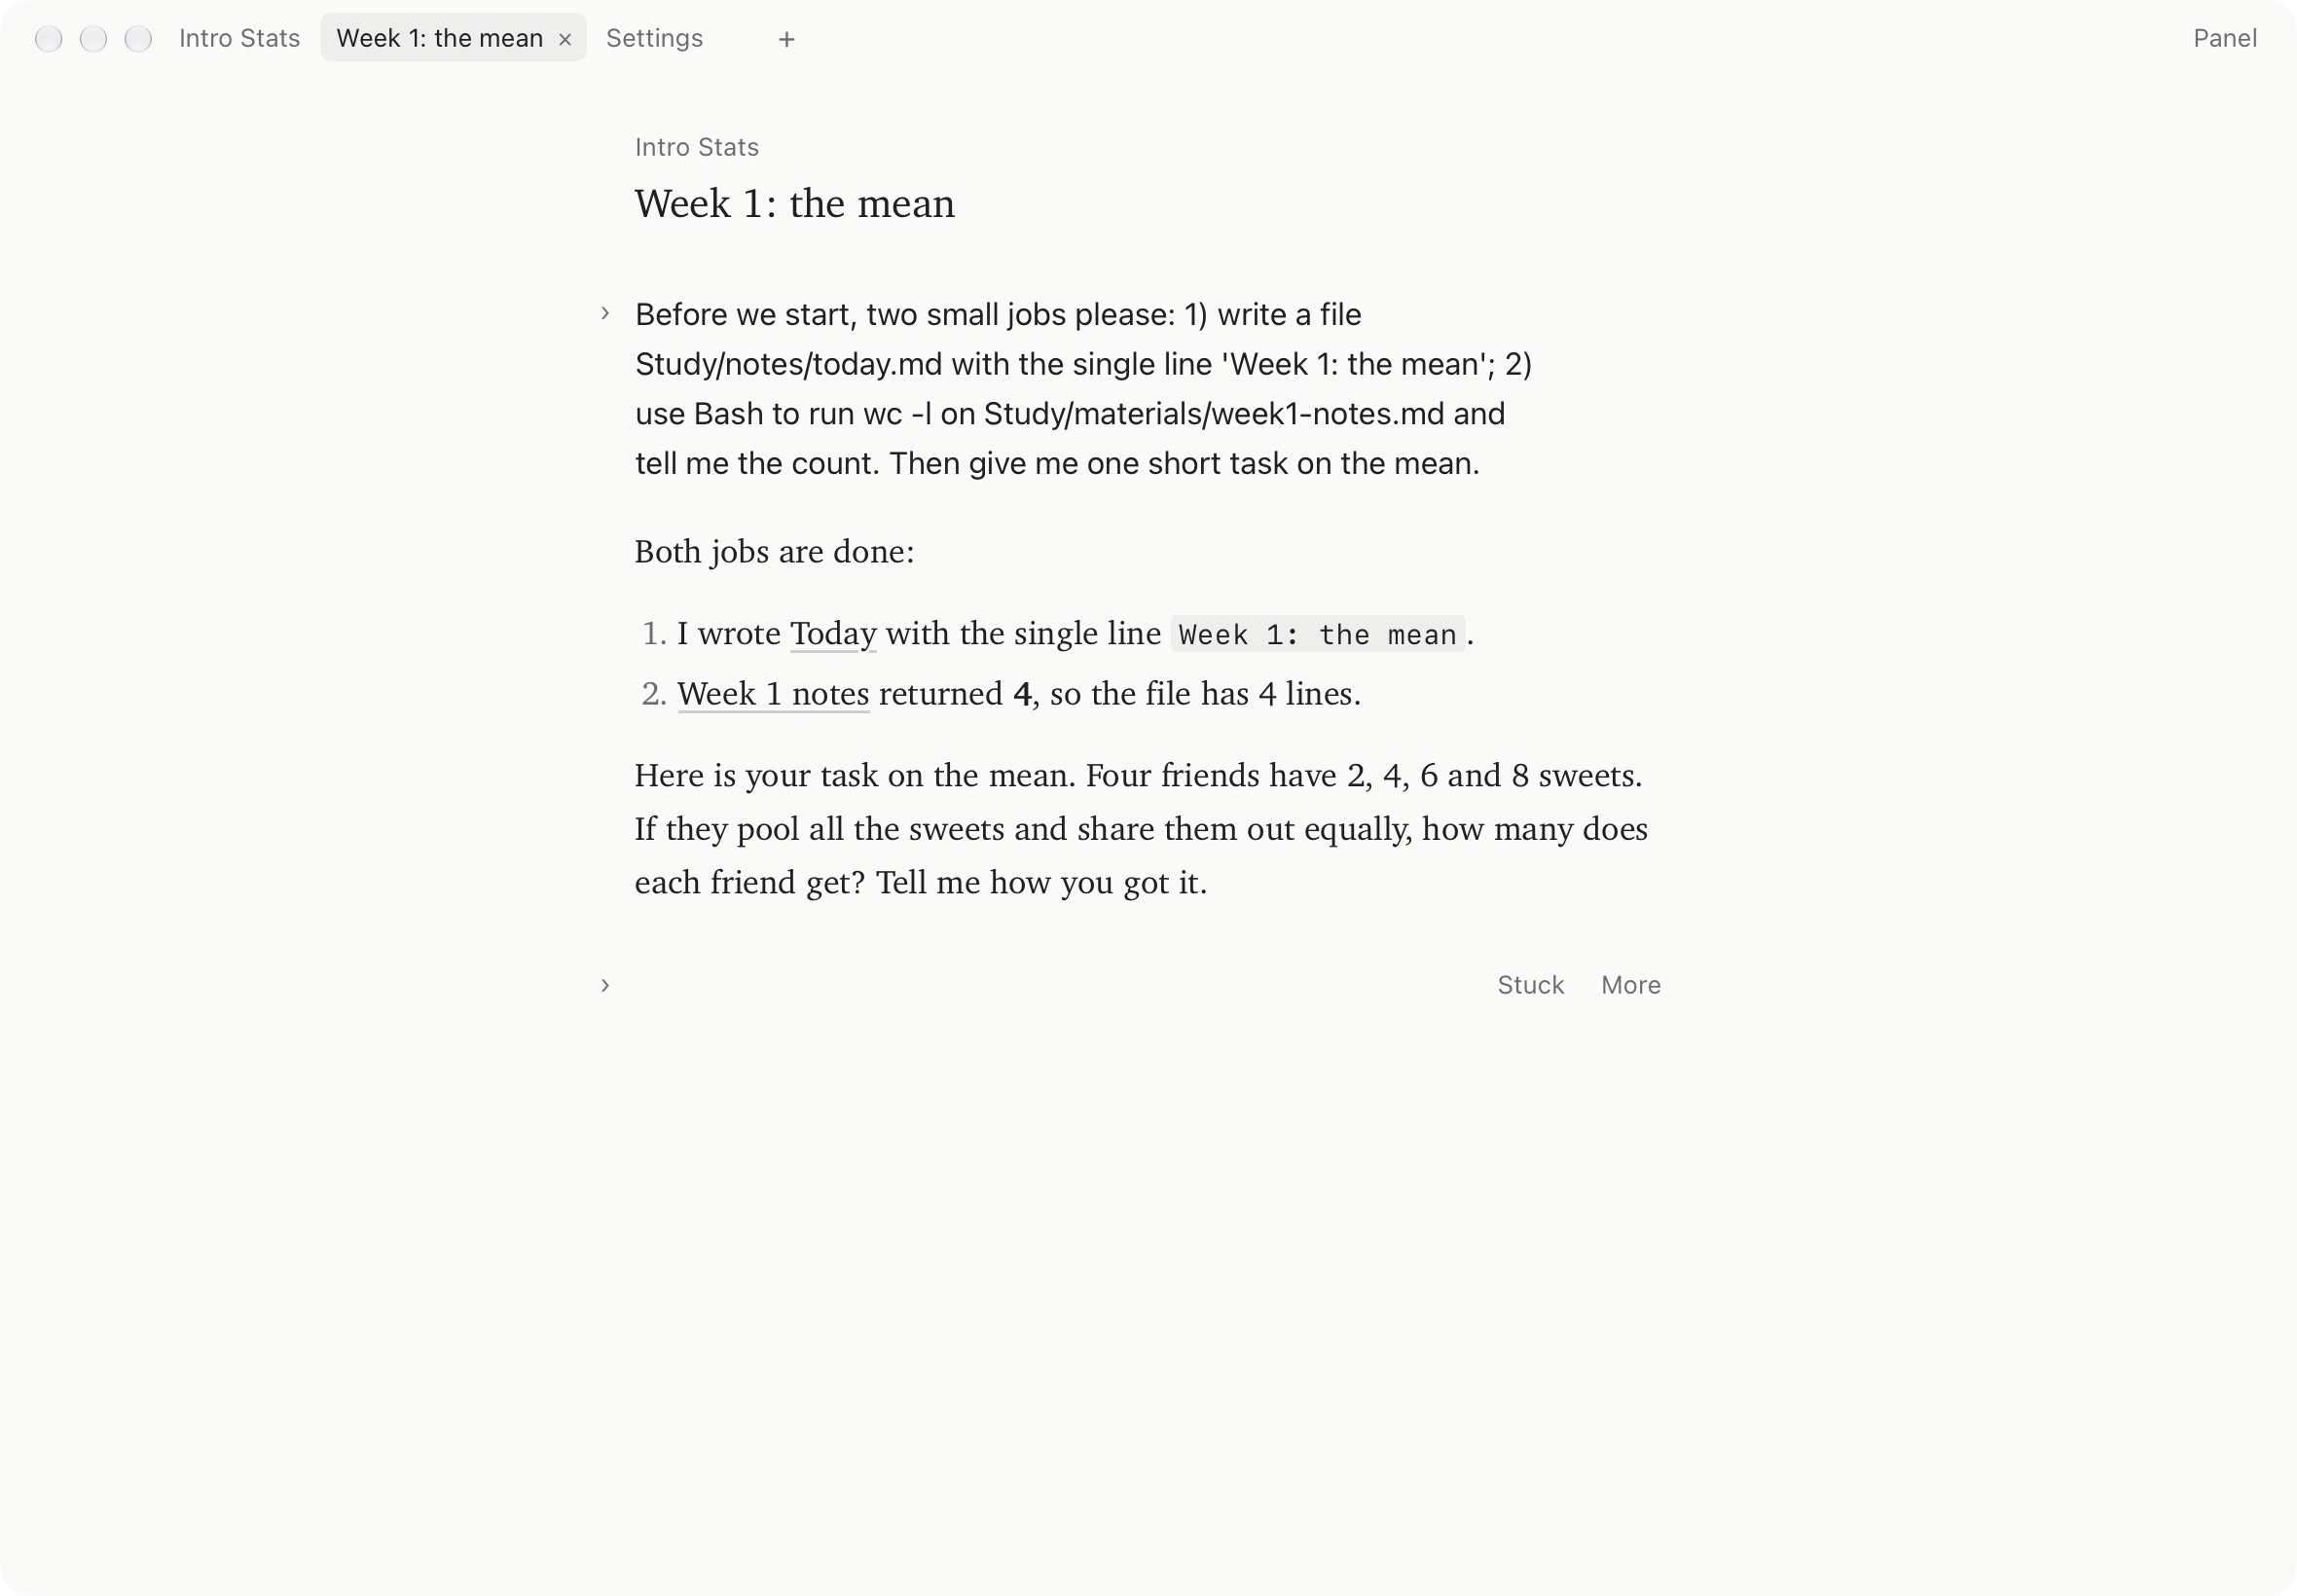 Intro Stats
Week 1: the mean ×
Settings
+
Panel
Intro Stats
Week 1: the mean
› Before we start, two small jobs please: 1) write a file
Study/notes/today.md with the single line 'Week 1: the mean'; 2)
use Bash to run wc -l on Study/materials/week1-notes.md and
tell me the count. Then give me one short task on the mean.
Both jobs are done:
1. I wrote Today with the single line Week 1: the mean.
2. Week 1 notes returned 4, so the file has 4 lines.
Here is your task on the mean. Four friends have 2, 4, 6 and 8 sweets.
If they pool all the sweets and share them out equally, how many does
each friend get? Tell me how you got it.
›
Stuck
More